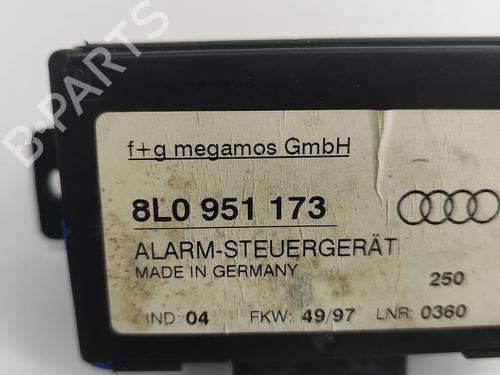 f+g megamos GmbH
8L0 951 173
ALARM-STEUERGERÄT
MADE IN GERMANY
250
IND: 04 FKW: 49/97 LNR: 0360
B-PARTS